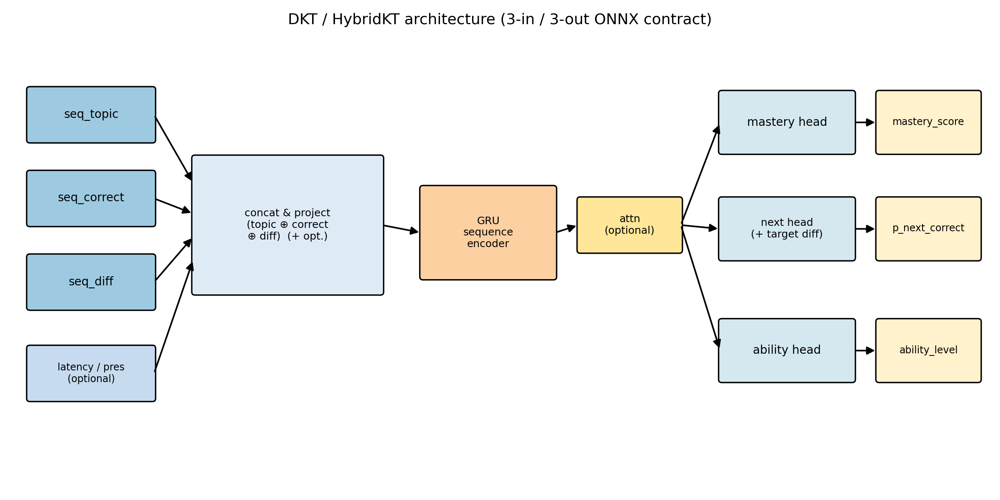 DKT / HybridKT architecture (3-in / 3-out ONNX contract)
seq_topic
seq_correct
seq_diff
latency / pres
(optional)
concat & project
(topic ⊕ correct
⊕ diff)  (+ opt.)
GRU
sequence
encoder
attn
(optional)
mastery head
mastery_score
next head
(+ target diff)
p_next_correct
ability head
ability_level